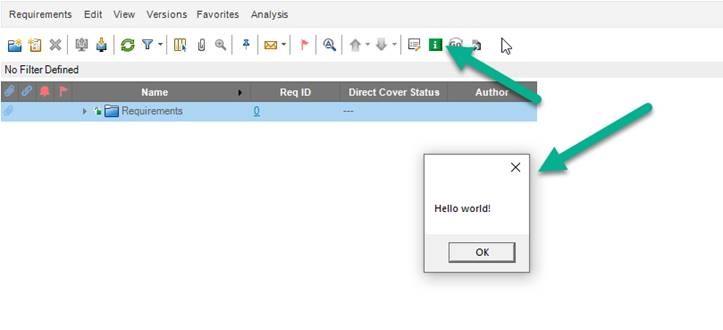 Requirements Edit View Versions Favorites Analysis
No Filter Defined
Name Req ID Direct Cover Status Author
Requirements 0 ---
Hello world!
OK